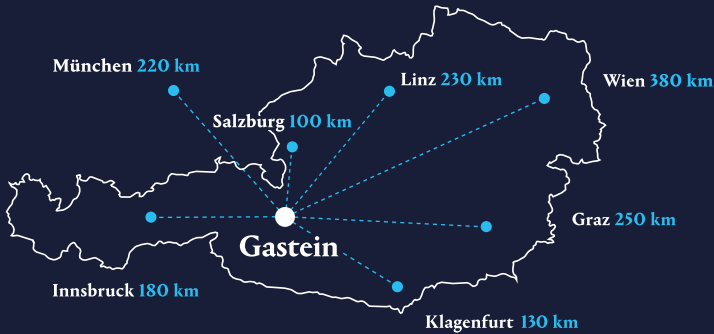 München 220 km
Linz 230 km
Wien 380 km
Salzburg 100 km
Graz 250 km
Gastein
Innsbruck 180 km
Klagenfurt 130 km